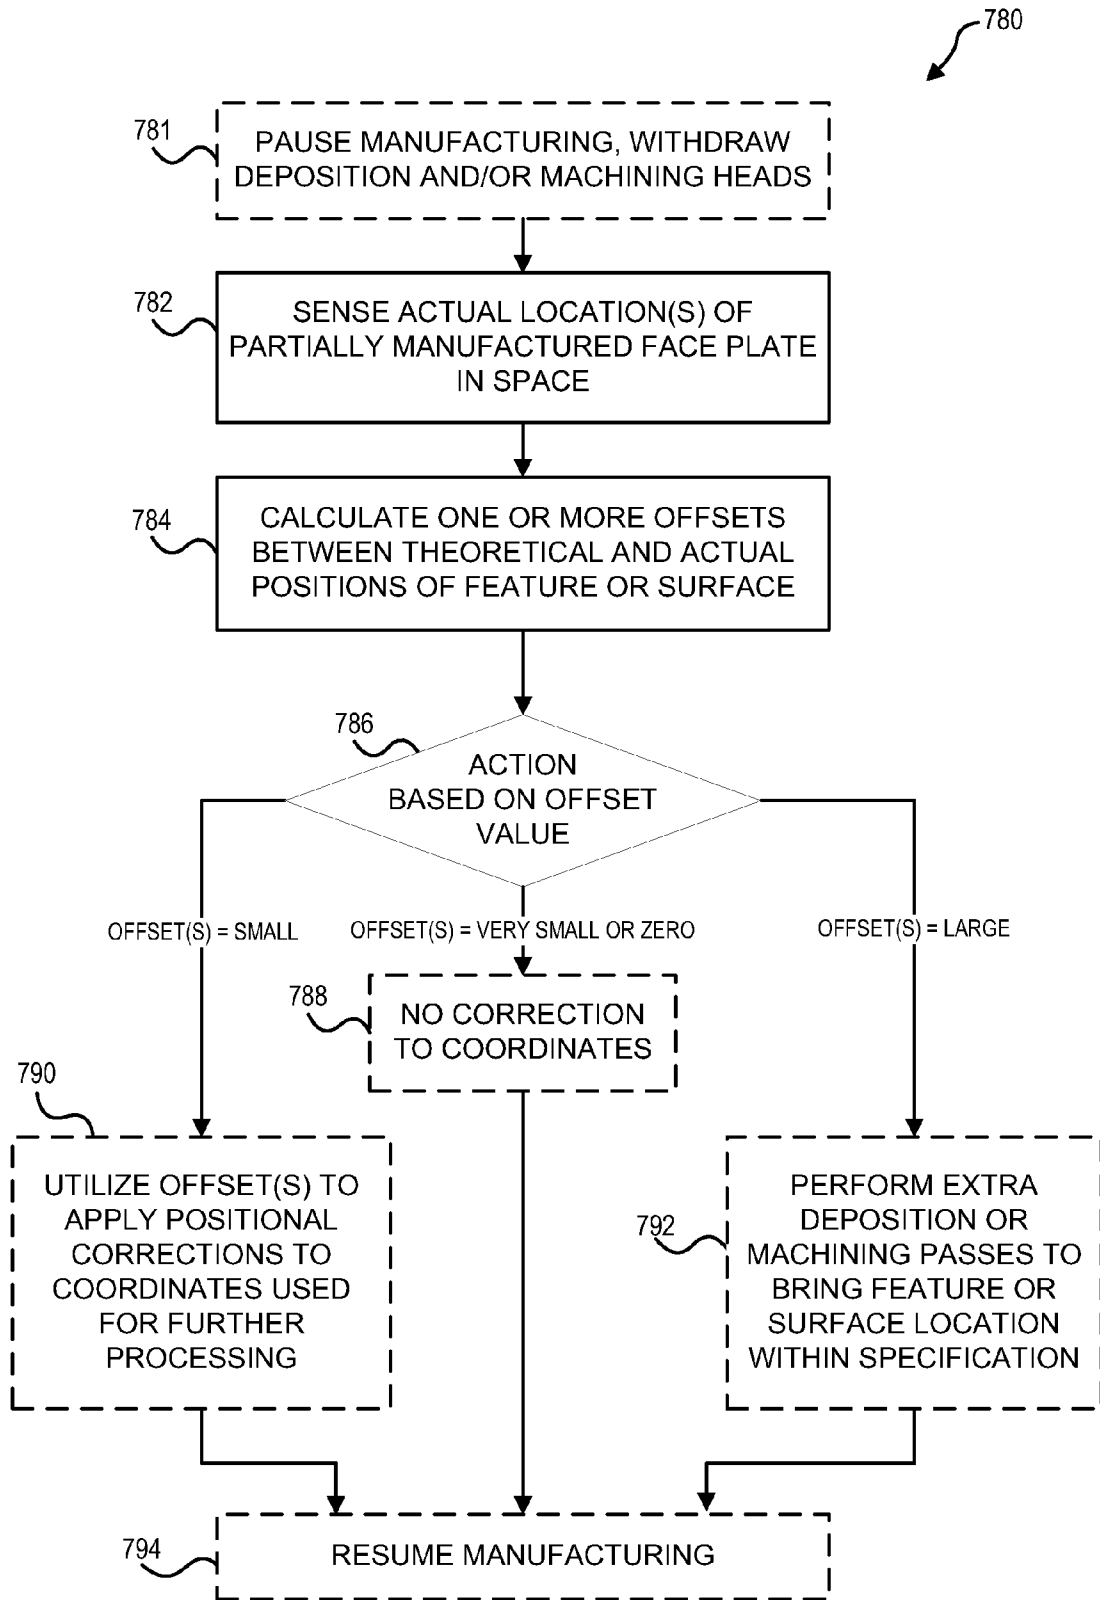 780
781
PAUSE MANUFACTURING, WITHDRAW
DEPOSITION AND/OR MACHINING HEADS
782
SENSE ACTUAL LOCATION(S) OF
PARTIALLY MANUFACTURED FACE PLATE
IN SPACE
784
CALCULATE ONE OR MORE OFFSETS
BETWEEN THEORETICAL AND ACTUAL
POSITIONS OF FEATURE OR SURFACE
786
ACTION
BASED ON OFFSET
VALUE
OFFSET(S) = SMALL
OFFSET(S) = VERY SMALL OR ZERO
OFFSET(S) = LARGE
788
NO CORRECTION
TO COORDINATES
790
UTILIZE OFFSET(S) TO
APPLY POSITIONAL
CORRECTIONS TO
COORDINATES USED
FOR FURTHER
PROCESSING
792
PERFORM EXTRA
DEPOSITION OR
MACHINING PASSES TO
BRING FEATURE OR
SURFACE LOCATION
WITHIN SPECIFICATION
794
RESUME MANUFACTURING